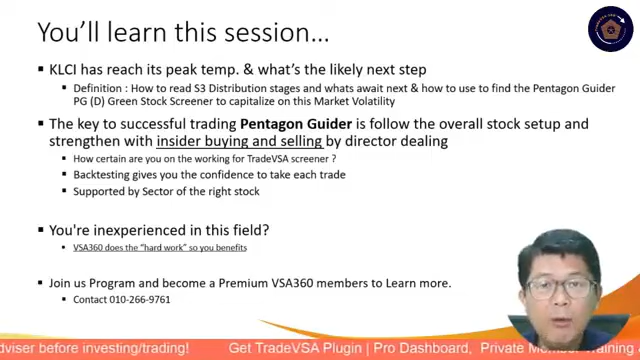 You'll learn this session...
KLCI has reach its peak temp. & what's the likely next step
Definition : How to read S3 Distribution stages and whats await next & how to use to find the Pentagon Guider
PG (D) Green Stock Screener to capitalize on this Market Volatility
The key to successful trading Pentagon Guider is follow the overall stock setup and
strengthen with insider buying and selling by director dealing
How certain are you on the working for TradeVSA screener ?
Backtesting gives you the confidence to take each trade
Supported by Sector of the right stock
You're inexperienced in this field?
VSA360 does the "hard work" so you benefits
Join us Program and become a Premium VSA360 members to Learn more.
Contact 010-266-9761
dviser before investing/trading! Get TradeVSA Plugin | Pro Dashboard, Private Member Training a